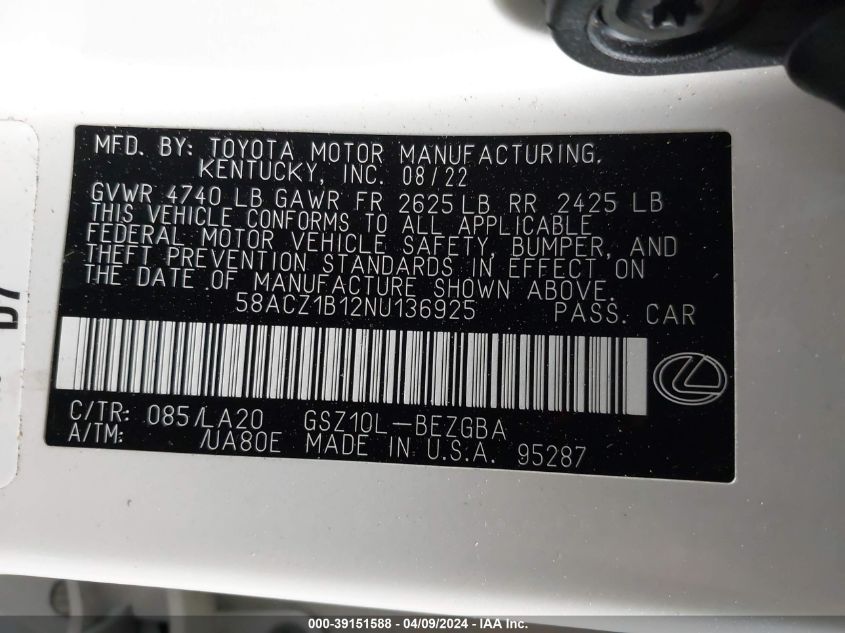 MFD. BY: TOYOTA MOTOR MANUFACTURING,
KENTUCKY, INC. 08/22
GVWR 4740 LB GAWR FR 2625 LB RR 2425 LB
THIS VEHICLE CONFORMS TO ALL APPLICABLE
FEDERAL MOTOR VEHICLE SAFETY, BUMPER, AND
THEFT PREVENTION STANDARDS IN EFFECT ON
THE DATE OF MANUFACTURE SHOWN ABOVE.
58ACZ1B12NU136925 PASS. CAR
C/TR: 085/LA20 GSZ10L-BEZGBA
A/TM: /UA80E MADE IN U.S.A. 95287
000-39151588 - 04/09/2024 - IAA Inc.